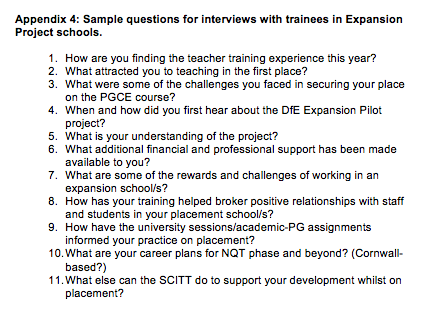 Appendix 4: Sample questions for interviews with trainees in Expansion
Project schools.
1. How are you finding the teacher training experience this year?
2. What attracted you to teaching in the first place?
3. What were some of the challenges you faced in securing your place
on the PGCE course?
4. When and how did you first hear about the DfE Expansion Pilot
project?
5. What is your understanding of the project?
6. What additional financial and professional support has been made
available to you?
7. What are some of the rewards and challenges of working in an
expansion school/s?
8. How has your training helped broker positive relationships with staff
and students in your placement school/s?
9. How have the university sessions/academic-PG assignments
informed your practice on placement?
10. What are your career plans for NQT phase and beyond? (Cornwall-
based?)
11. What else can the SCITT do to support your development whilst on
placement?